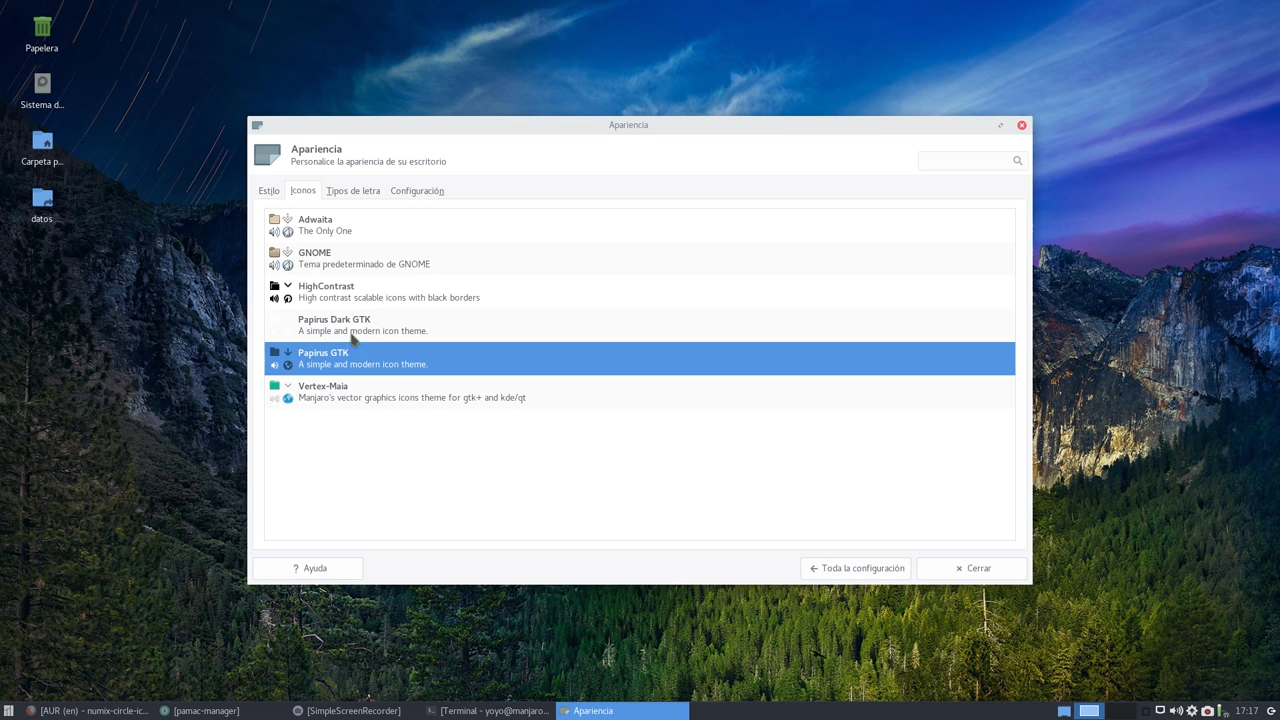 Papelera
Sistema d...
Carpeta p...
datos
Apariencia
Apariencia
Personalice la apariencia de su escritorio
Estilo
Iconos
Tipos de letra
Configuración
Adwaita
The Only One
GNOME
Tema predeterminado de GNOME
HighContrast
High contrast scalable icons with black borders
Papirus Dark GTK
A simple and modern icon theme.
Papirus GTK
A simple and modern icon theme.
Vertex-Maia
Manjaro's vector graphics icons theme for gtk+ and kde/qt
? Ayuda
Toda la configuración
Cerrar
[AUR (en) - numix-circle-ic...
[pamac-manager]
[SimpleScreenRecorder]
[Terminal - yoyo@manjaro...
Apariencia
17:17